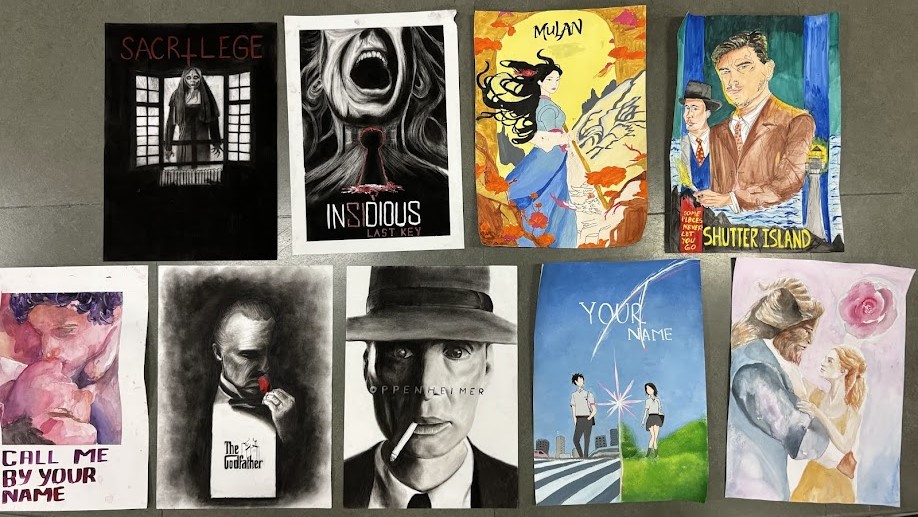 SACRILEGE
INSIDIOUS
LAST KEY
MULAN
SOME
PLACES
NEVER
LET
YOU
GO
SHUTTER ISLAND
CALL ME
BY YOUR
NAME
The
Godfather
OPPENHEIMER
YOUR
NAME